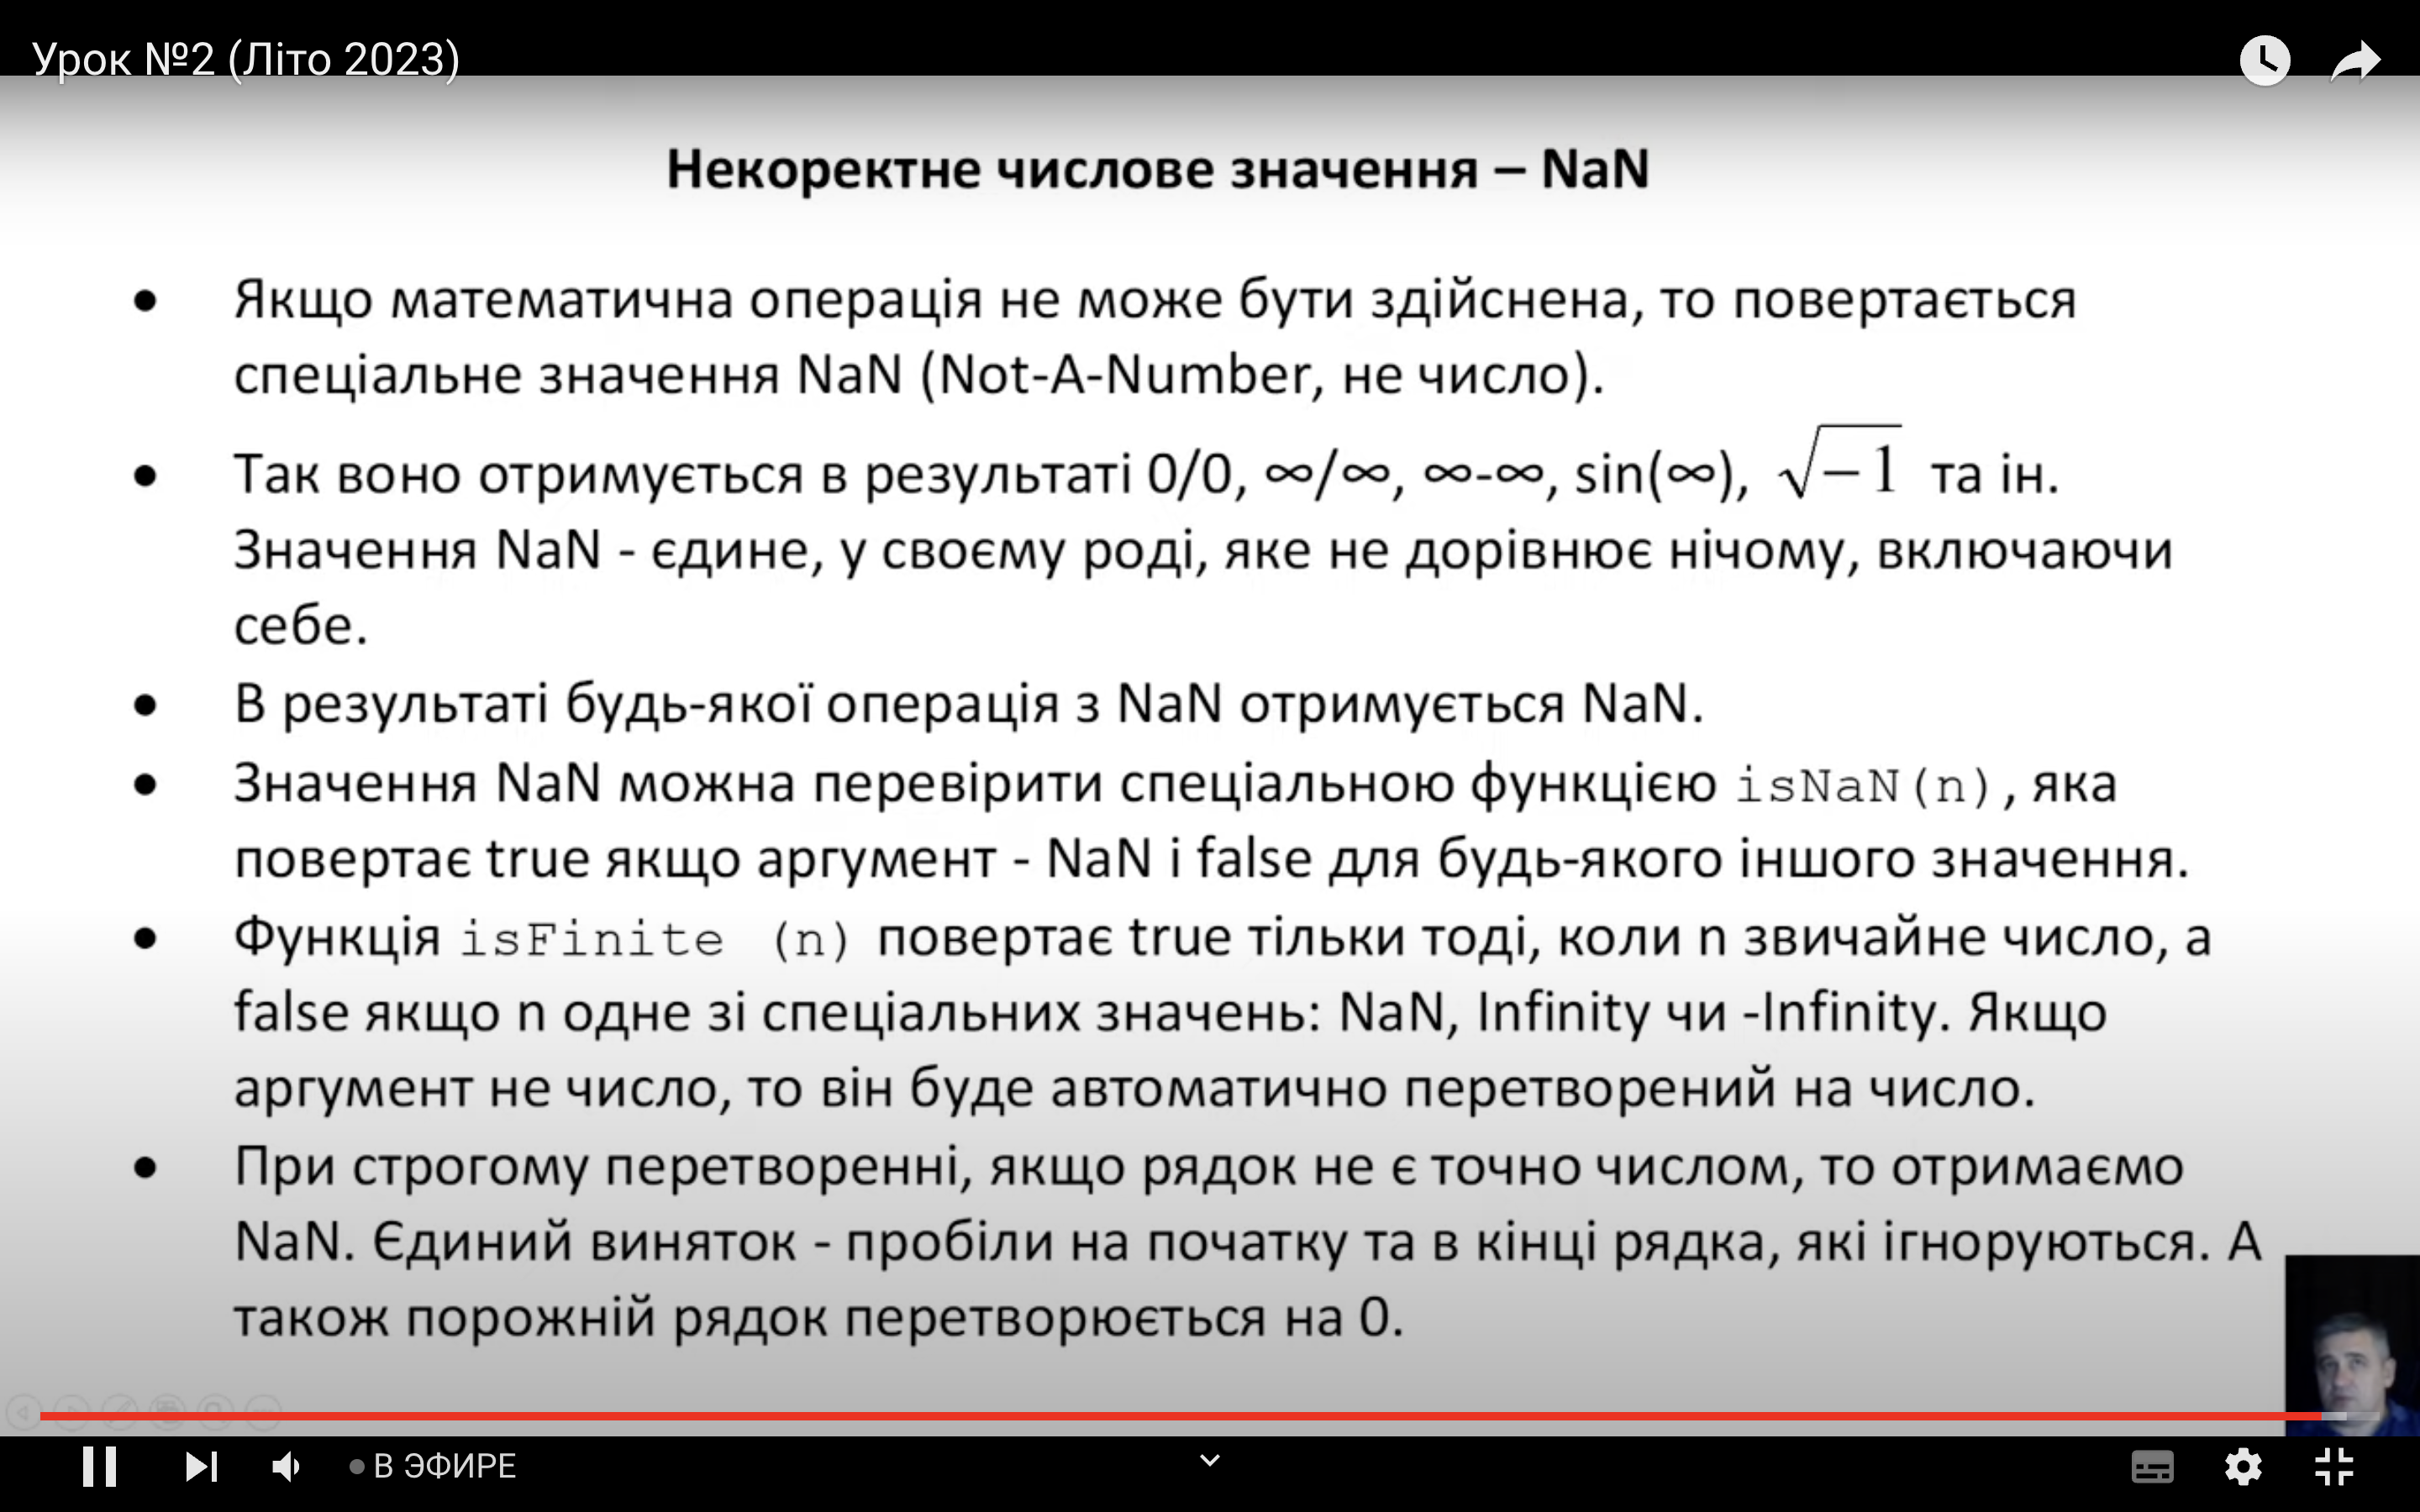 Урок №2 (Літо 2023)
Некоректне числове значення – NaN
● Якщо математична операція не може бути здійснена, то повертається
спеціальне значення NaN (Not-A-Number, не число).
● Так воно отримується в результаті 0/0, ∞/∞, ∞-∞, sin(∞), √−1 та ін.
Значення NaN - єдине, у своєму роді, яке не дорівнює нічому, включаючи
себе.
● В результаті будь-якої операція з NaN отримується NaN.
● Значення NaN можна перевірити спеціальною функцією isNaN(n), яка
повертає true якщо аргумент - NaN і false для будь-якого іншого значення.
● Функція isFinite (n) повертає true тільки тоді, коли n звичайне число, а
false якщо n одне зі спеціальних значень: NaN, Infinity чи -Infinity. Якщо
аргумент не число, то він буде автоматично перетворений на число.
● При строгому перетворенні, якщо рядок не є точно числом, то отримаємо
NaN. Єдиний виняток - пробіли на початку та в кінці рядка, які ігноруються. А
також порожній рядок перетворюється на 0.
В ЭФИРЕ